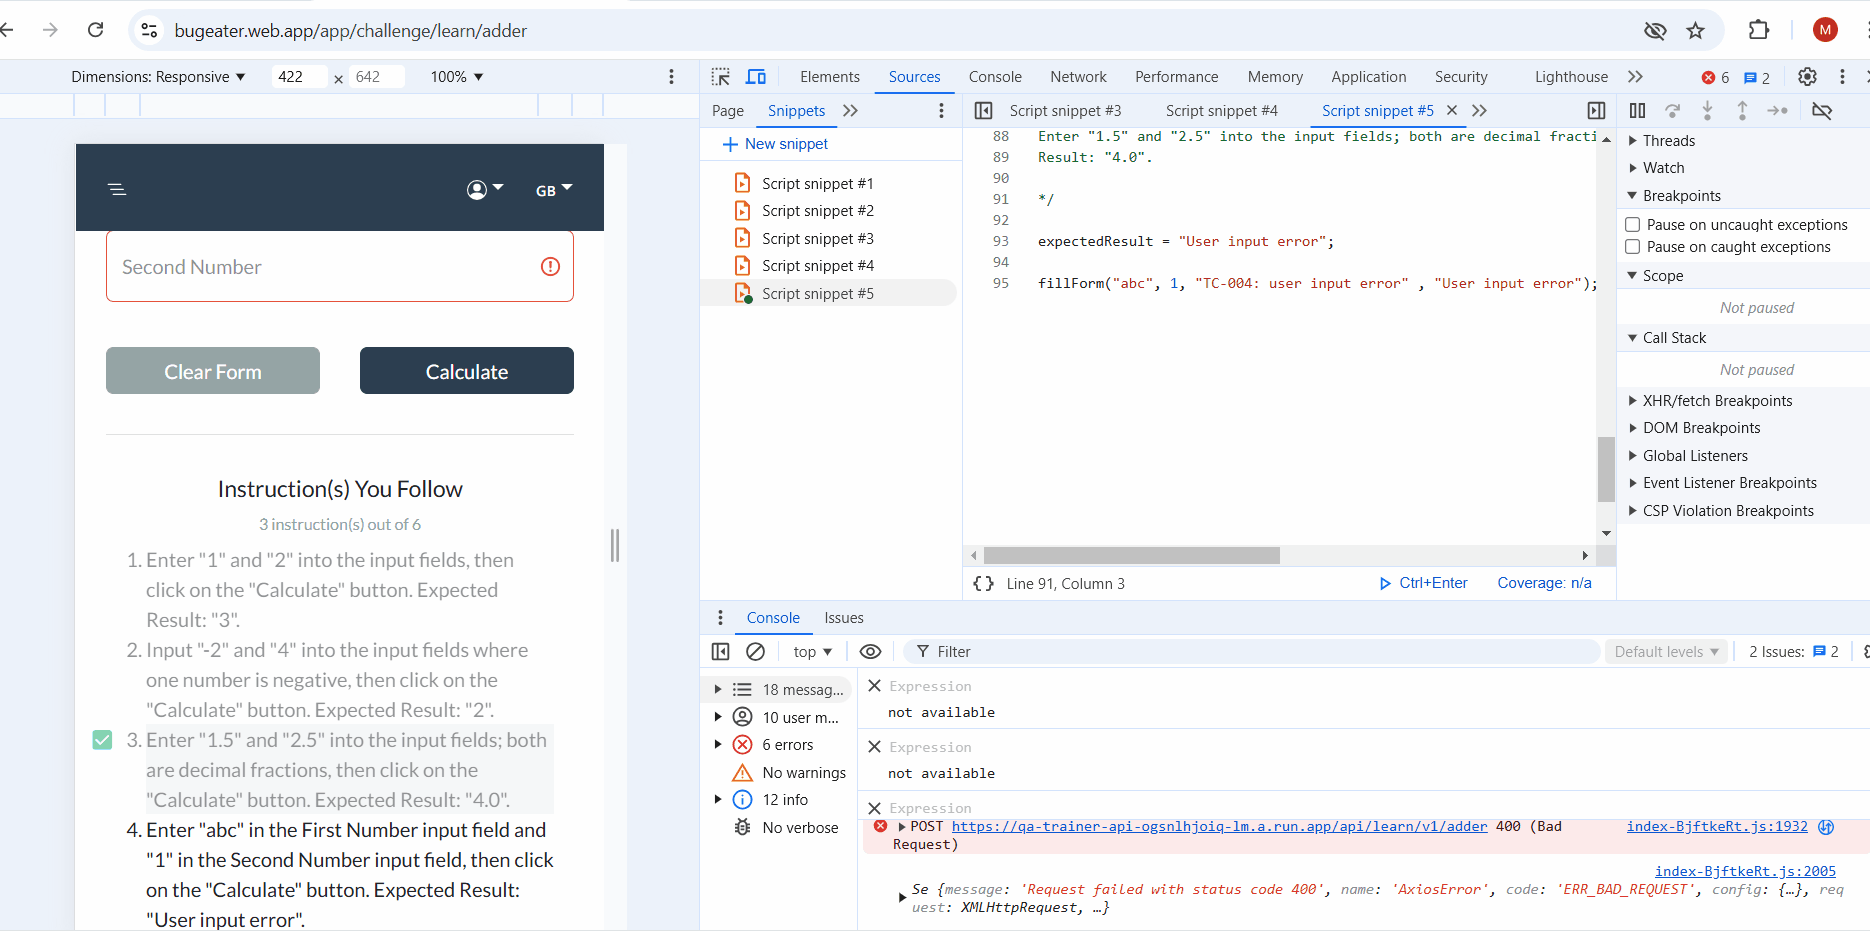 bugeater.web.app/app/challenge/learn/adder
M
Dimensions: Responsive
422 × 642
100%
Elements
Sources
Console
Network
Performance
Memory
Application
Security
Lighthouse
6
2
Page
Snippets
Script snippet #3
Script snippet #4
Script snippet #5
New snippet
Script snippet #1
Script snippet #2
Script snippet #3
Script snippet #4
Script snippet #5
88 Enter "1.5" and "2.5" into the input fields; both are decimal fracti
89 Result: "4.0".
90
91 */
92
93 expectedResult = "User input error";
94
95 fillForm("abc", 1, "TC-004: user input error" , "User input error");
{ } Line 91, Column 3
Ctrl+Enter
Coverage: n/a
Threads
Watch
Breakpoints
Pause on uncaught exceptions
Pause on caught exceptions
Scope
Not paused
Call Stack
Not paused
XHR/fetch Breakpoints
DOM Breakpoints
Global Listeners
Event Listener Breakpoints
CSP Violation Breakpoints
GB
Second Number
Clear Form
Calculate
Instruction(s) You Follow
3 instruction(s) out of 6
1. Enter "1" and "2" into the input fields, then
click on the "Calculate" button. Expected
Result: "3".
2. Input "-2" and "4" into the input fields where
one number is negative, then click on the
"Calculate" button. Expected Result: "2".
3. Enter "1.5" and "2.5" into the input fields; both
are decimal fractions, then click on the
"Calculate" button. Expected Result: "4.0".
4. Enter "abc" in the First Number input field and
"1" in the Second Number input field, then click
on the "Calculate" button. Expected Result:
"User input error".
Console
Issues
top
Filter
Default levels
2 Issues: 2
18 messag...
10 user m...
6 errors
No warnings
12 info
No verbose
Expression
not available
Expression
not available
Expression
POST https://qa-trainer-api-ogsnlhjoiq-lm.a.run.app/api/learn/v1/adder 400 (Bad index-BjftkeRt.js:1932
Request)
index-BjftkeRt.js:2005
Se {message: 'Request failed with status code 400', name: 'AxiosError', code: 'ERR_BAD_REQUEST', config: {…}, req
uest: XMLHttpRequest, …}